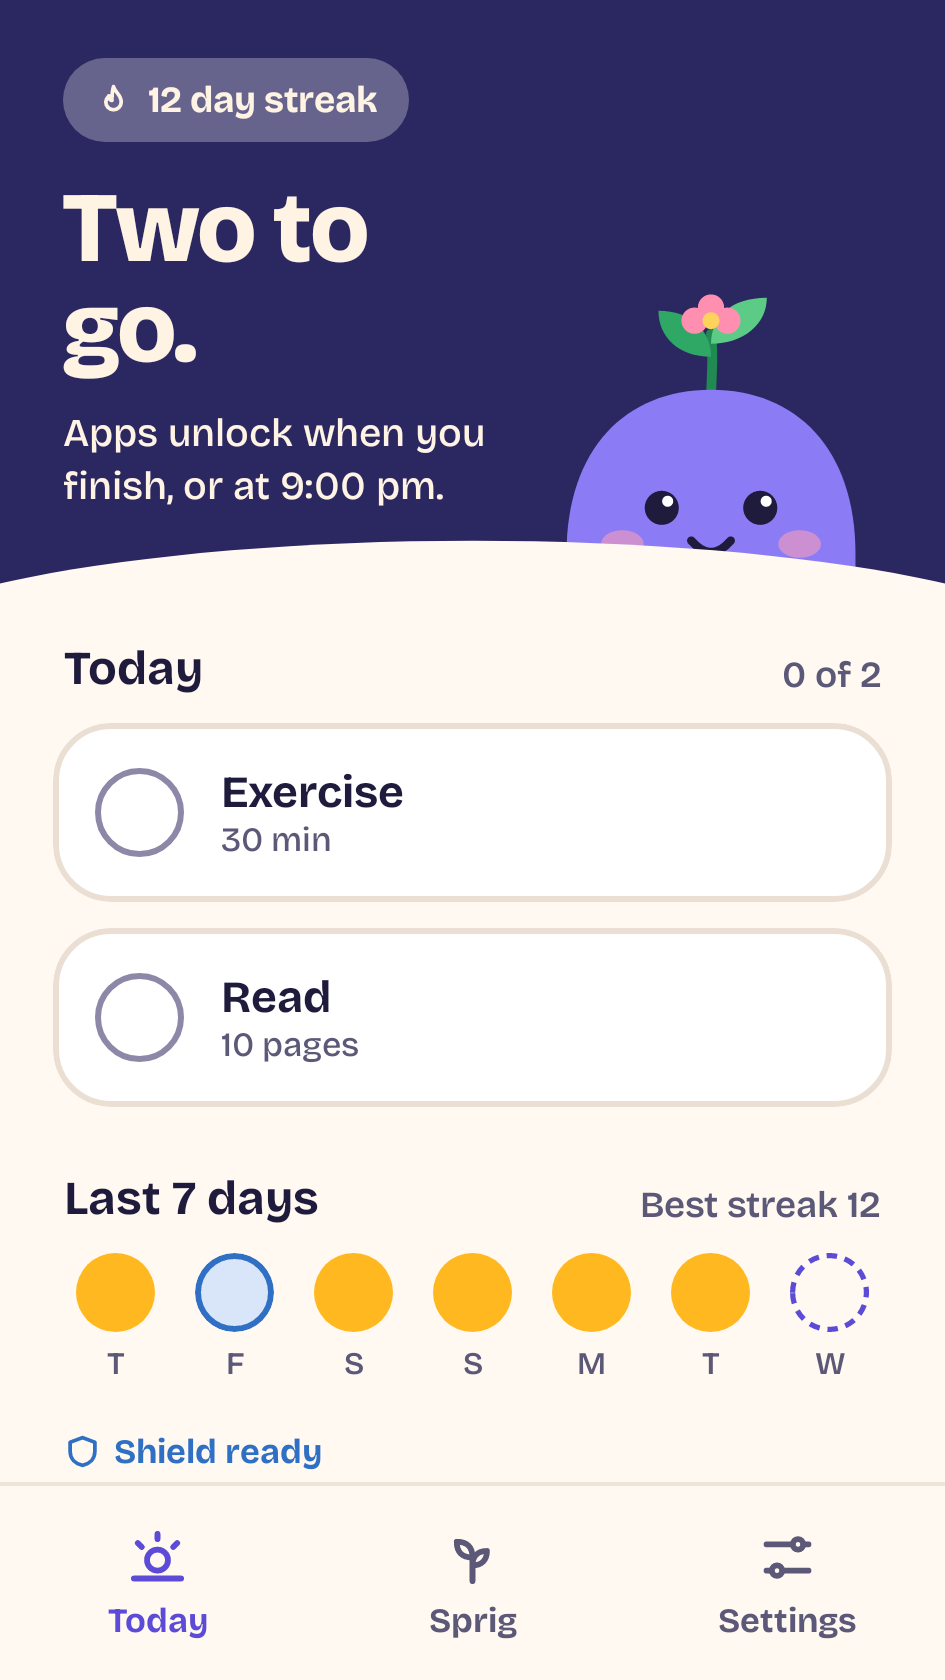 12 day streak
Two to
go.
Apps unlock when you
finish, or at 9:00 pm.
Today
0 of 2
Exercise
30 min
Read
10 pages
Last 7 days
Best streak 12
T F S S M T W
Shield ready
Today
Sprig
Settings